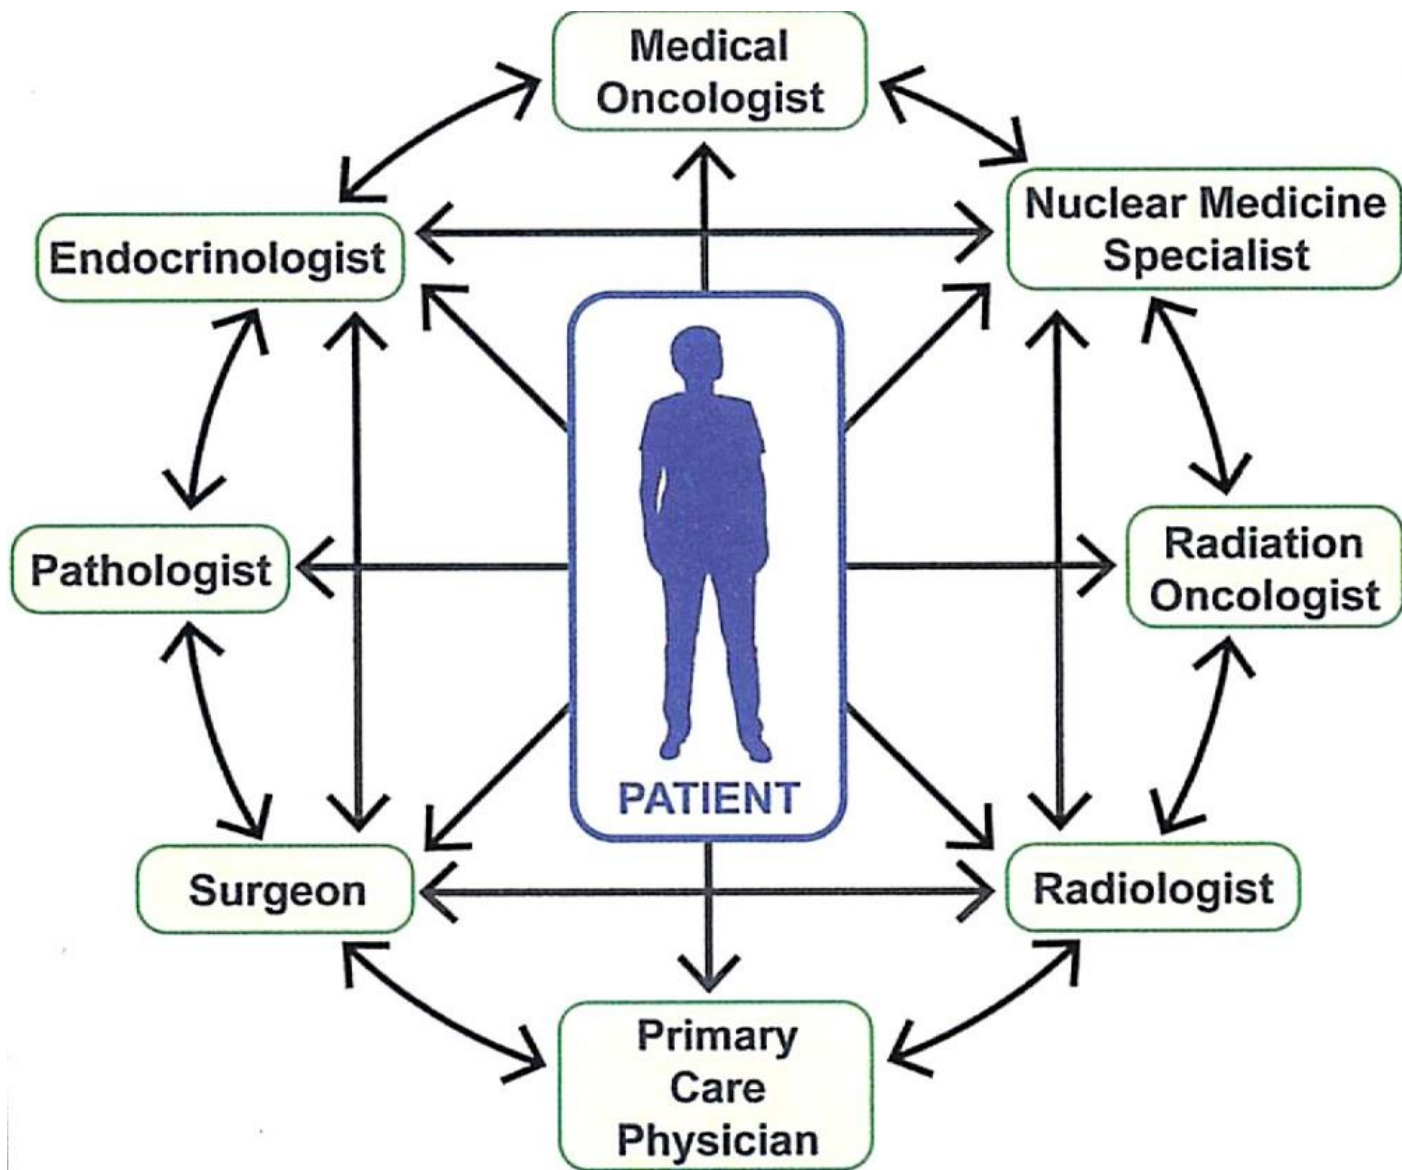 Medical
Oncologist
Nuclear Medicine
Specialist
Endocrinologist
Pathologist
Radiation
Oncologist
PATIENT
Surgeon
Radiologist
Primary
Care
Physician